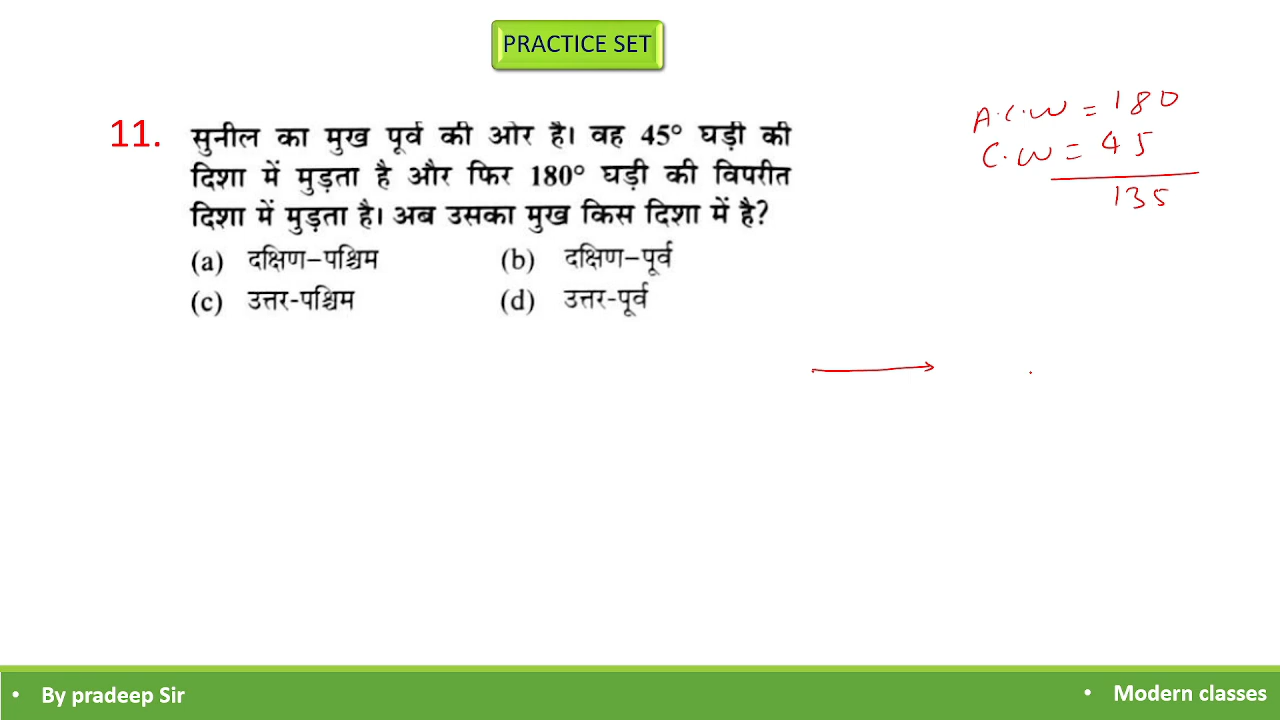 PRACTICE SET
11.
सुनील का मुख पूर्व की ओर है। वह 45° घड़ी की
दिशा में मुड़ता है और फिर 180° घड़ी की विपरीत
दिशा में मुड़ता है। अब उसका मुख किस दिशा में है?
(a) दक्षिण–पश्चिम (b) दक्षिण–पूर्व
(c) उत्तर-पश्चिम (d) उत्तर-पूर्व
A.C.W = 180
C.W = 45
135
• By pradeep Sir
• Modern classes